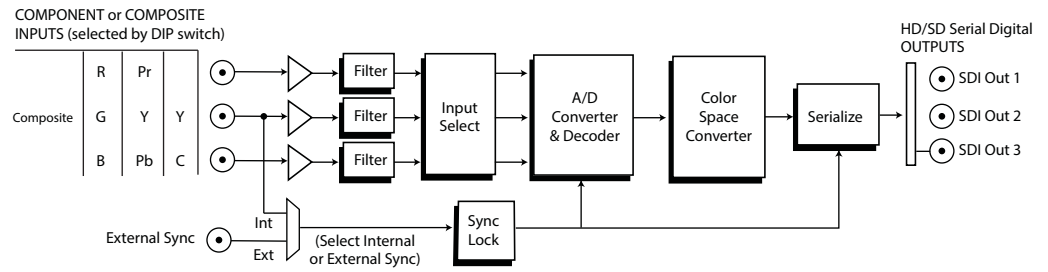 COMPONENT or COMPOSITE
INPUTS (selected by DIP switch)
HD/SD Serial Digital
OUTPUTS
R Pr
Composite G Y Y
B Pb C
Filter
Filter
Filter
Input
Select
A/D
Converter
& Decoder
Color
Space
Converter
Serialize
SDI Out 1
SDI Out 2
SDI Out 3
Int
External Sync
Ext
(Select Internal
or External Sync)
Sync
Lock